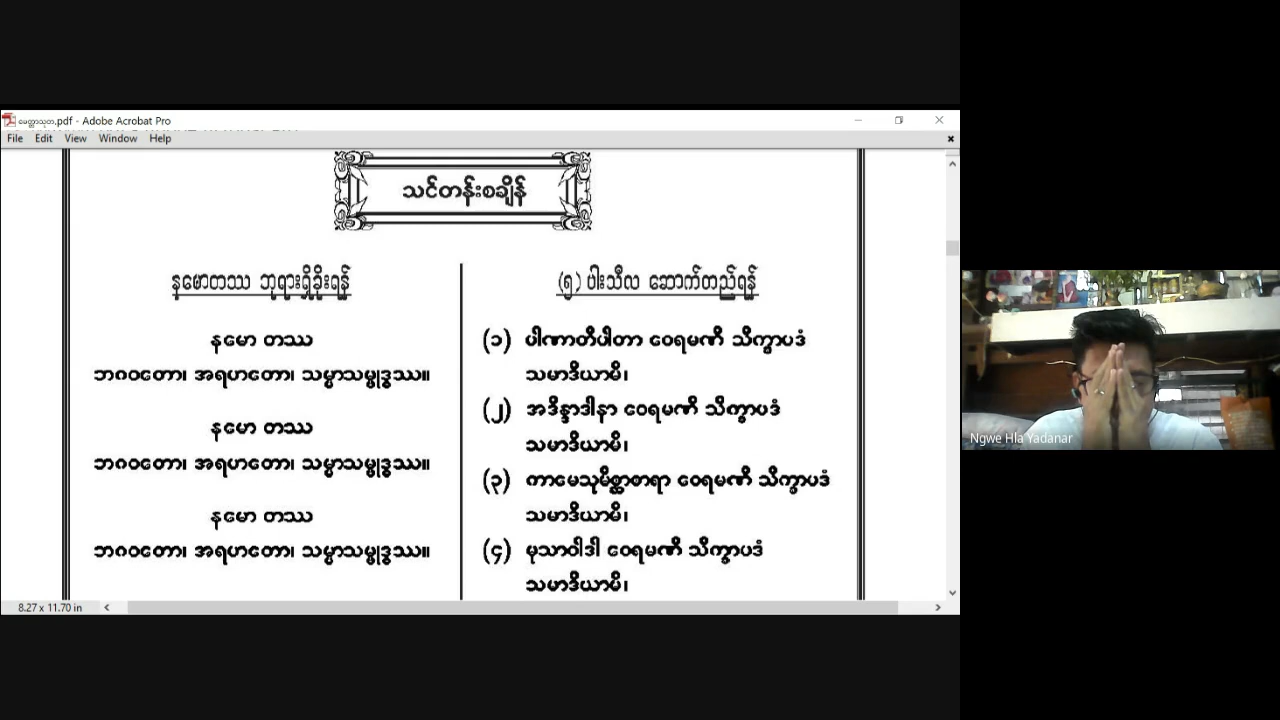 မေတ္တာသုတ.pdf - Adobe Acrobat Pro
File Edit View Window Help
သင်တန်းစချိန်
နမောတဿ ဘုရားရှိခိုးရန်
နမော တဿ
ဘဂဝတော၊ အရဟတော၊ သမ္မာသမ္ဗုဒ္ဓဿ။
နမော တဿ
ဘဂဝတော၊ အရဟတော၊ သမ္မာသမ္ဗုဒ္ဓဿ။
နမော တဿ
ဘဂဝတော၊ အရဟတော၊ သမ္မာသမ္ဗုဒ္ဓဿ။
(၅) ပါးသီလ ဆောက်တည်ရန်
(၁) ပါဏာတိပါတာ ဝေရမဏိ သိက္ခာပဒံ
သမာဒိယာမိ၊
(၂) အဒိန္နာဒါနာ ဝေရမဏိ သိက္ခာပဒံ
သမာဒိယာမိ၊
(၃) ကာမေသုမိစ္ဆာစာရာ ဝေရမဏိ သိက္ခာပဒံ
သမာဒိယာမိ၊
(၄) မုသာဝါဒါ ဝေရမဏိ သိက္ခာပဒံ
သမာဒိယာမိ၊
8.27 x 11.70 in
Ngwe Hla Yadanar